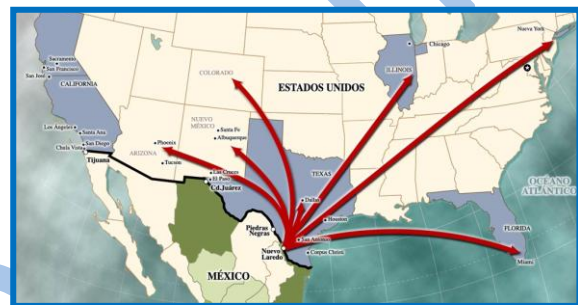 Nueva York
Chicago
Sacramento
San Francisco
San José
CALIFORNIA
COLORADO
ESTADOS UNIDOS
ILLINOIS
Los Ángeles
Santa Ana
San Diego
Chula Vista
Tijuana
Phoenix
ARIZONA
Tucson
NUEVO
MÉXICO
Santa Fe
Albuquerque
Las Cruces
El Paso
Cd. Juárez
TEXAS
Dallas
Houston
San Antonio
Corpus Christi
Piedras
Negras
Nuevo
Laredo
MÉXICO
FLORIDA
Miami
OCÉANO
ATLÁNTICO